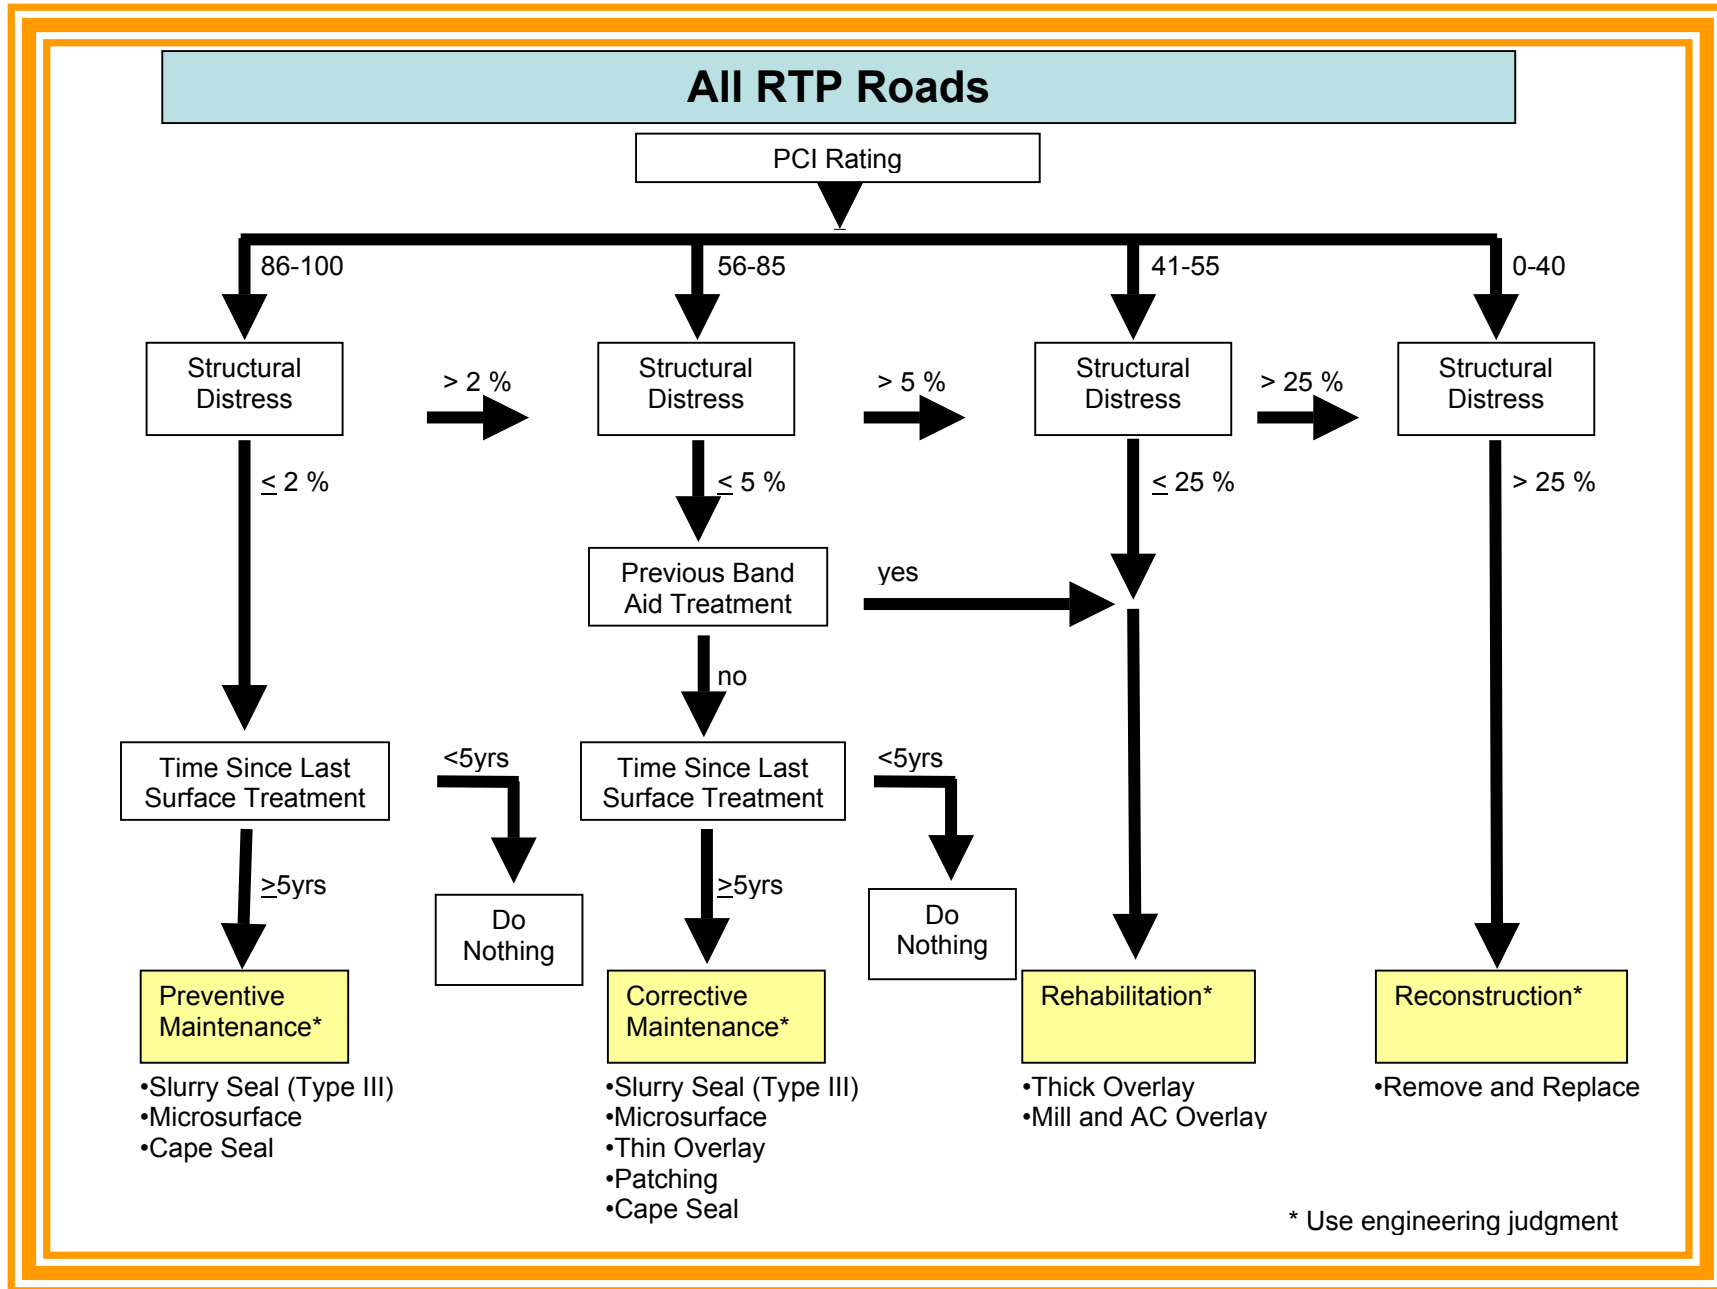 All RTP Roads
PCI Rating
86-100
56-85
41-55
0-40
Structural
Distress
> 2 %
Structural
Distress
> 5 %
Structural
Distress
> 25 %
Structural
Distress
≤ 2 %
≤ 5 %
≤ 25 %
> 25 %
Previous Band
Aid Treatment
yes
no
Time Since Last
Surface Treatment
<5yrs
Time Since Last
Surface Treatment
<5yrs
≥5yrs
Do
Nothing
≥5yrs
Do
Nothing
Preventive
Maintenance*
Corrective
Maintenance*
Rehabilitation*
Reconstruction*
•Slurry Seal (Type III)
•Microsurface
•Cape Seal
•Slurry Seal (Type III)
•Microsurface
•Thin Overlay
•Patching
•Cape Seal
•Thick Overlay
•Mill and AC Overlay
•Remove and Replace
* Use engineering judgment